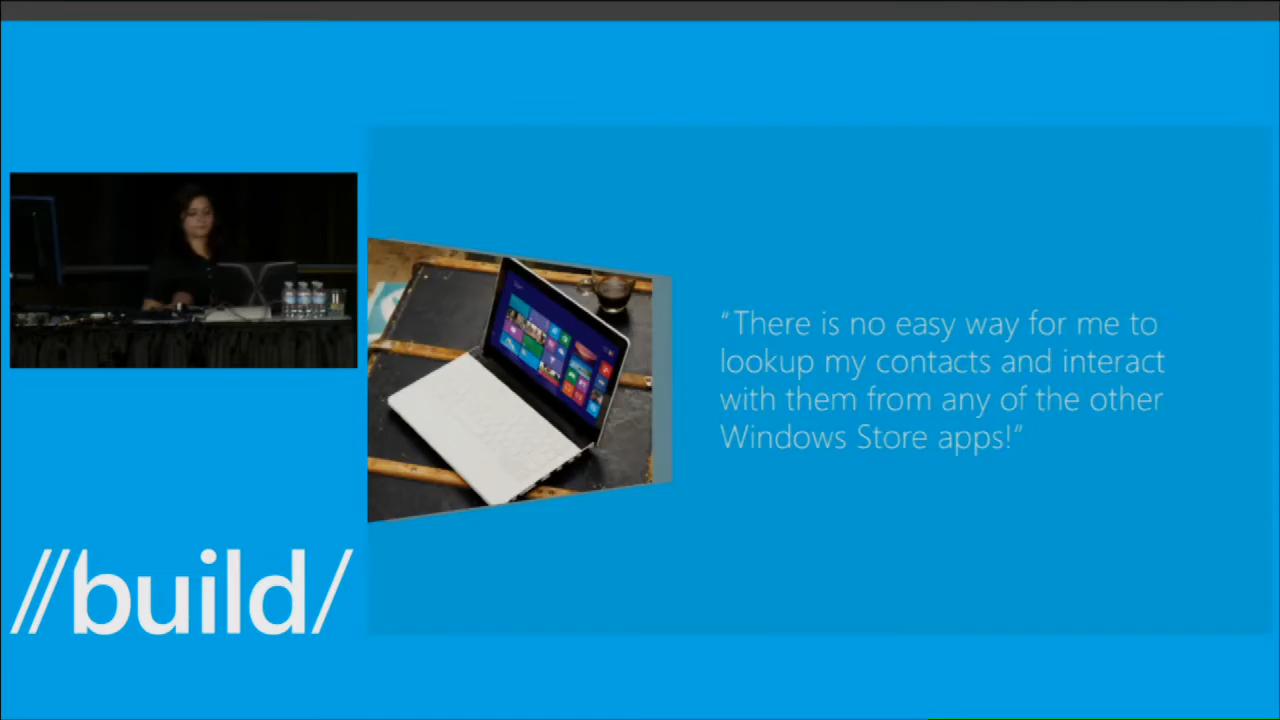 “There is no easy way for me to
lookup my contacts and interact
with them from any of the other
Windows Store apps!”
//build/